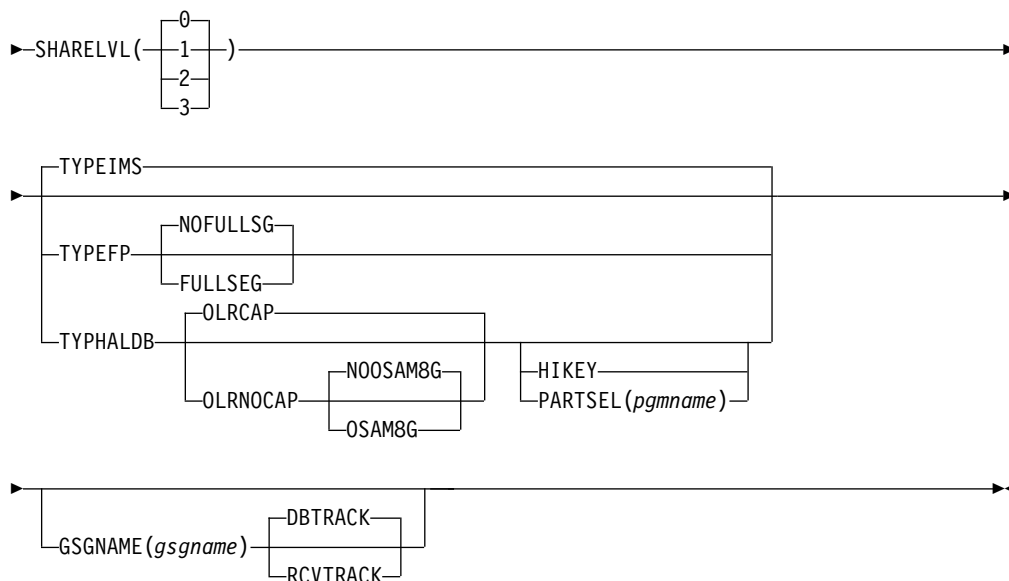 0
SHARELVL( 1 )
2
3
TYPEIMS
NOFULLSG
TYPEFP
FULLSEG
OLRCAP
TYPHALDB
NOOSAM8G HIKEY
OLRNOCAP PARTSEL(pgmname)
OSAM8G
DBTRACK
GSGNAME(gsgname)
RCVTRACK